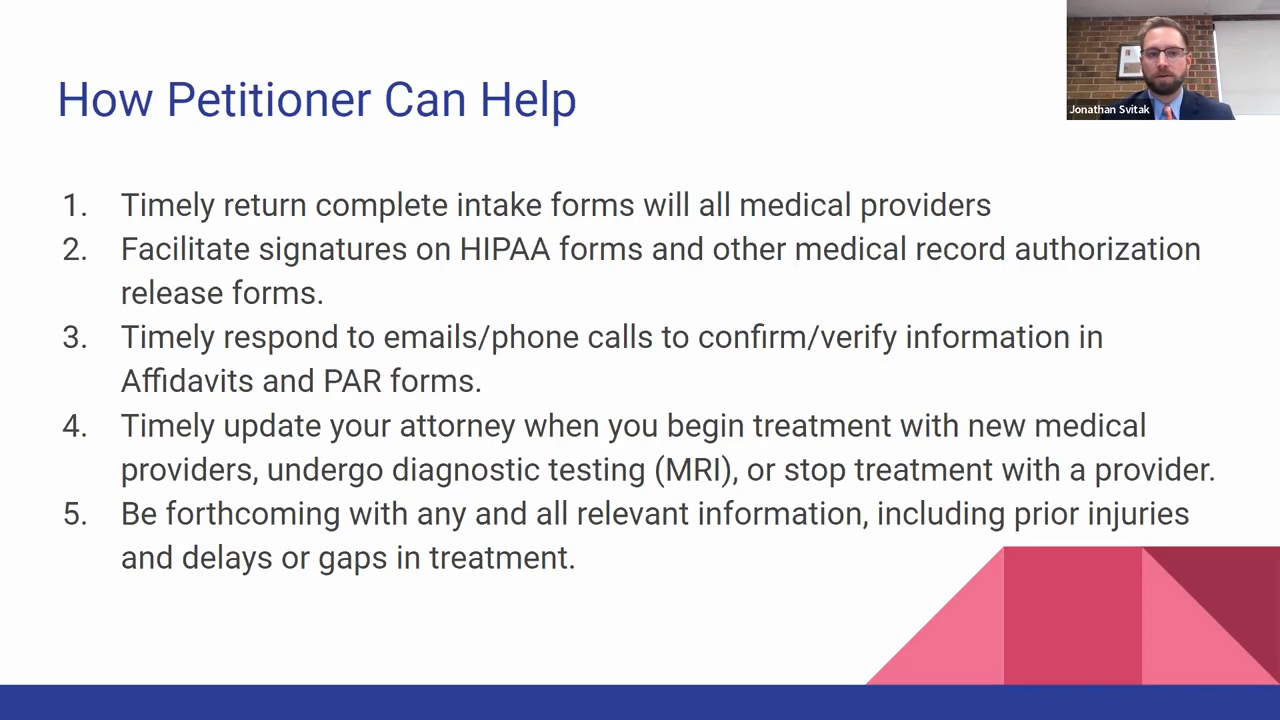 How Petitioner Can Help
Jonathan Svitak
1. Timely return complete intake forms will all medical providers
2. Facilitate signatures on HIPAA forms and other medical record authorization
release forms.
3. Timely respond to emails/phone calls to confirm/verify information in
Affidavits and PAR forms.
4. Timely update your attorney when you begin treatment with new medical
providers, undergo diagnostic testing (MRI), or stop treatment with a provider.
5. Be forthcoming with any and all relevant information, including prior injuries
and delays or gaps in treatment.